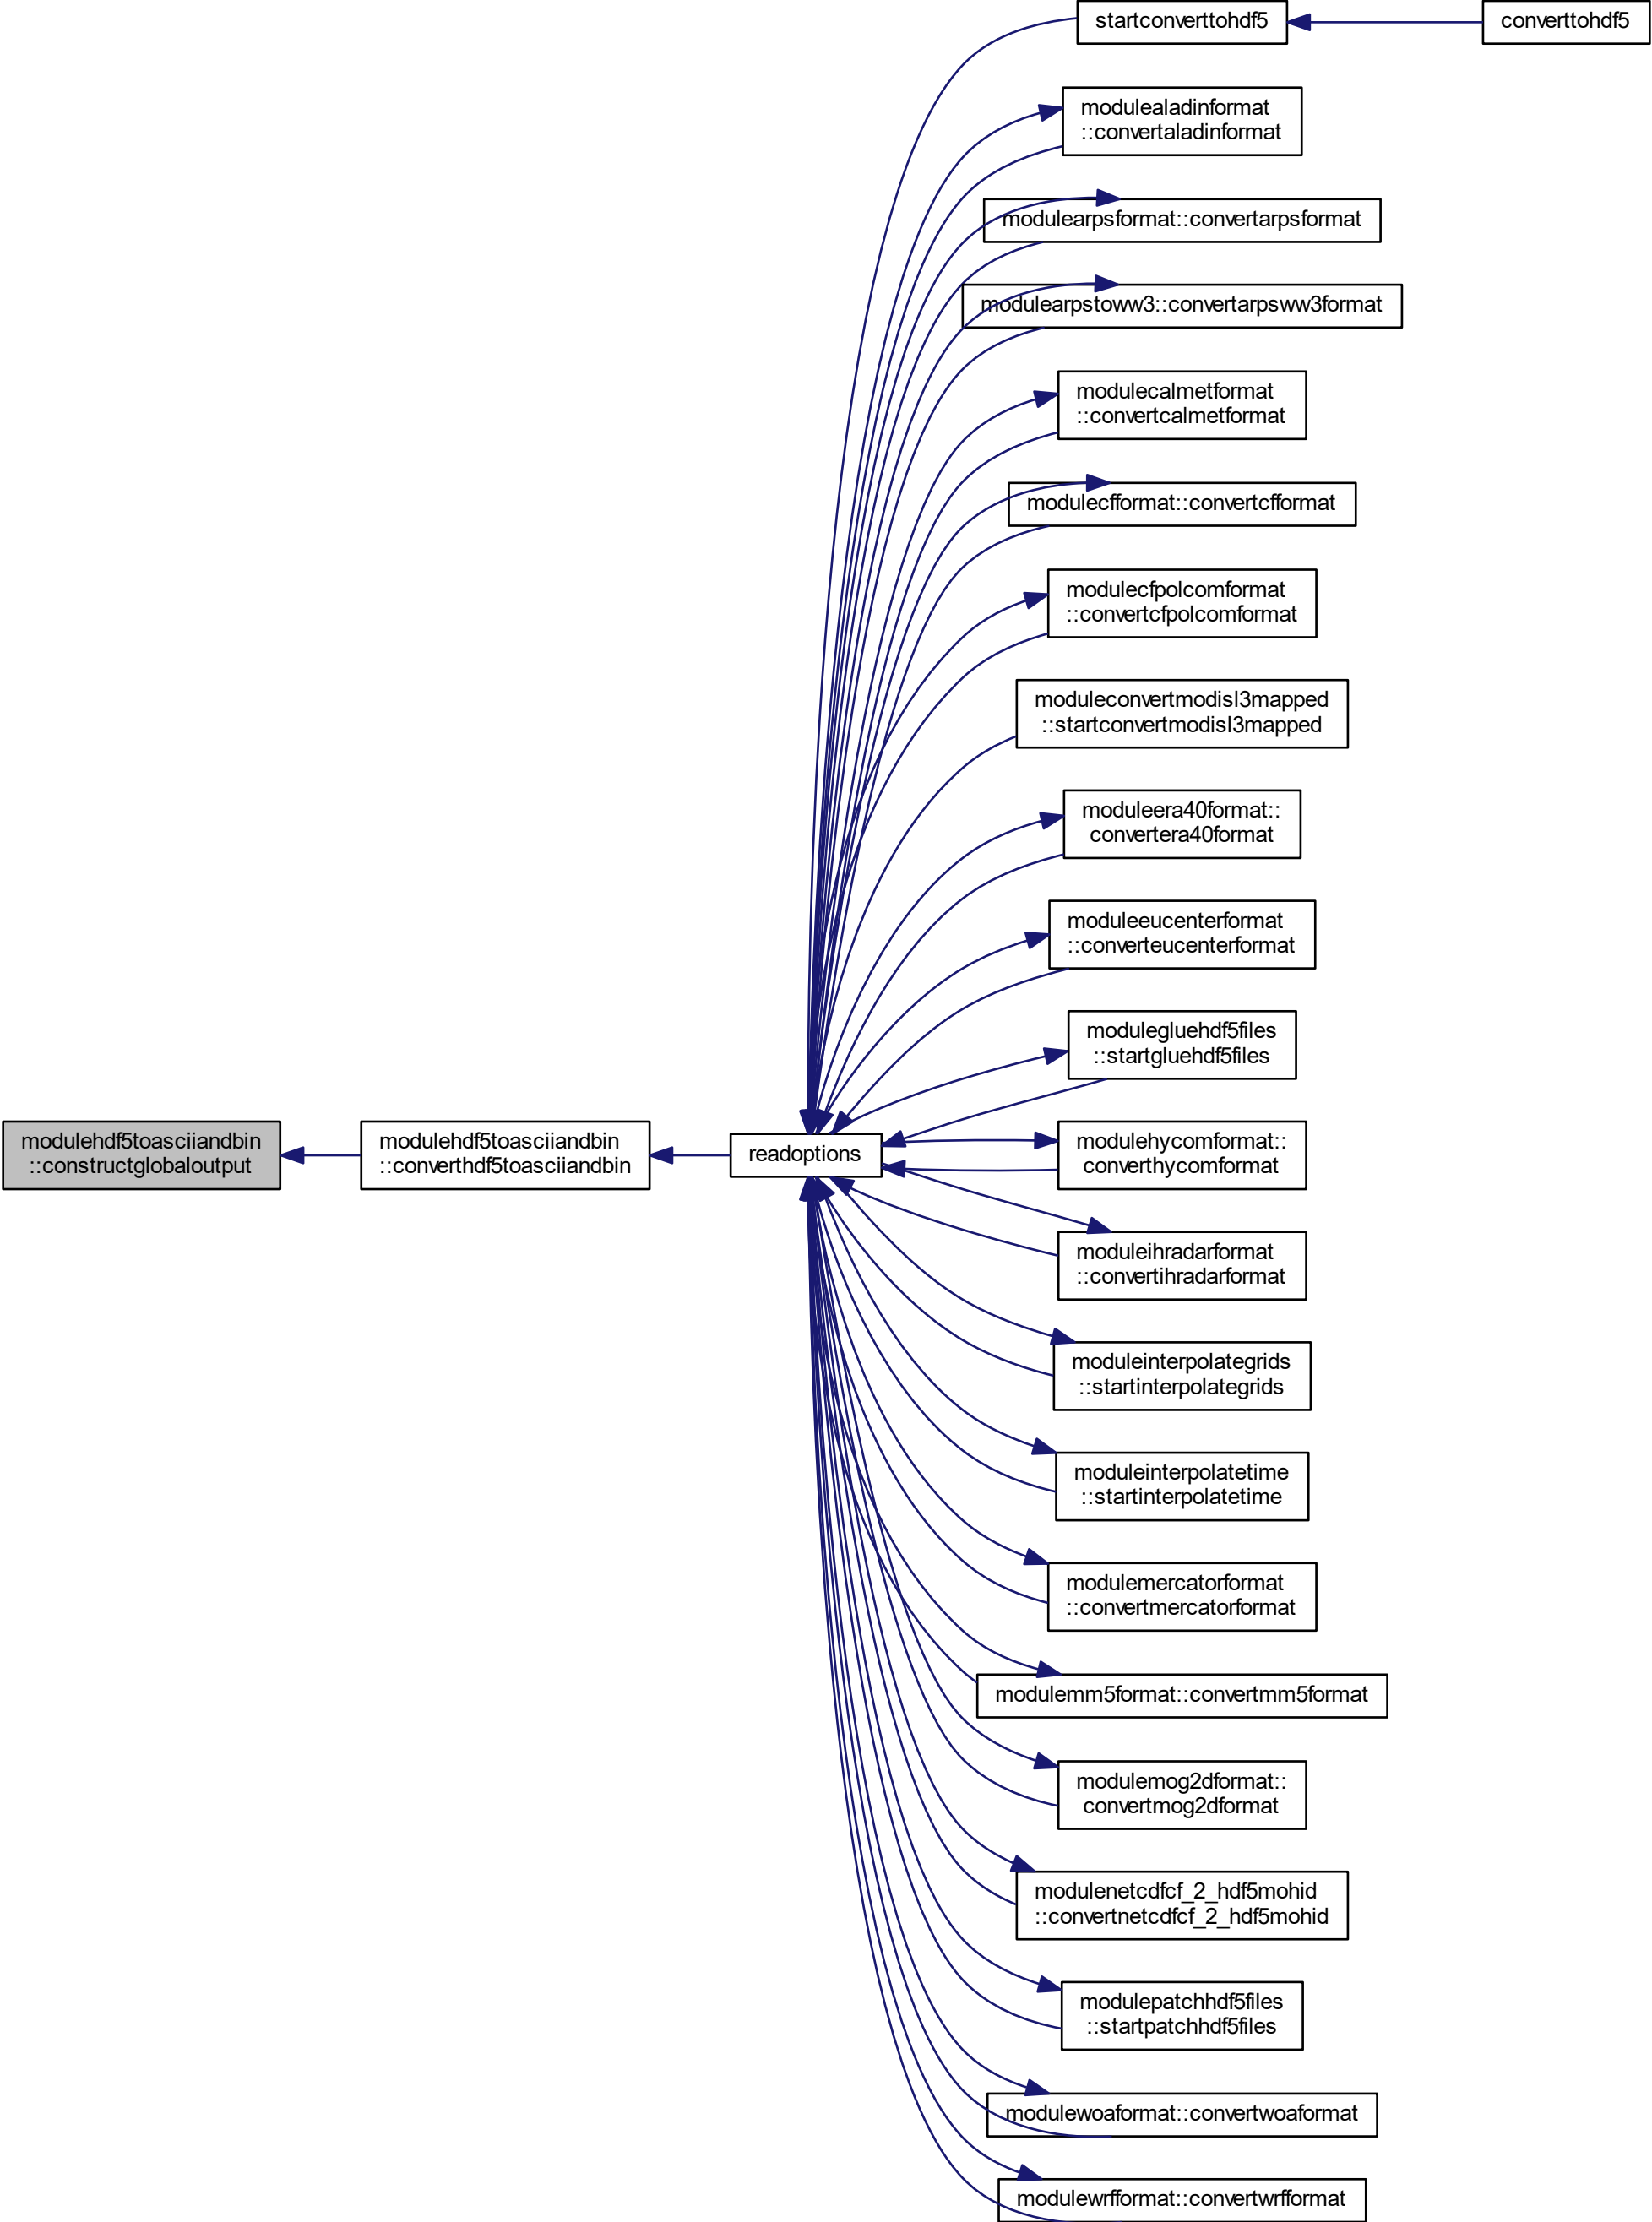 startconverttohdf5
converttohdf5
modulealadinformat
::convertaladinformat
modulearpsformat::convertarpsformat
modulearpstoww3::convertarpsww3format
modulecalmetformat
::convertcalmetformat
modulecfformat::convertcfformat
modulecfpolcomformat
::convertcfpolcomformat
moduleconvertmodisl3mapped
::startconvertmodisl3mapped
moduleera40format::
convertera40format
moduleeucenterformat
::converteucenterformat
modulegluehdf5files
::startgluehdf5files
modulehdf5toasciiandbin
::constructglobaloutput
modulehdf5toasciiandbin
::converthdf5toasciiandbin
readoptions
modulehycomformat::
converthycomformat
moduleihradarformat
::convertihradarformat
moduleinterpolategrids
::startinterpolategrids
moduleinterpolatetime
::startinterpolatetime
modulemercatorformat
::convertmercatorformat
modulemm5format::convertmm5format
modulemog2dformat::
convertmog2dformat
modulenetcdfcf_2_hdf5mohid
::convertnetcdfcf_2_hdf5mohid
modulepatchhdf5files
::startpatchhdf5files
modulewoaformat::convertwoaformat
modulewrfformat::convertwrfformat